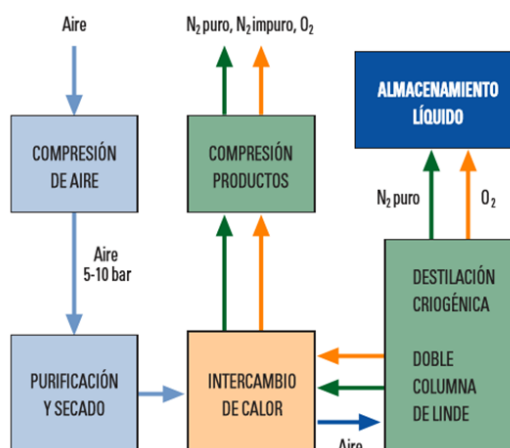 Aire
N₂ puro, N₂ impuro, O₂
ALMACENAMIENTO
LÍQUIDO
COMPRESIÓN
DE AIRE
COMPRESIÓN
PRODUCTOS
N₂ puro
O₂
Aire
5-10 bar
DESTILACIÓN
CRIOGÉNICA
DOBLE
COLUMNA
DE LINDE
PURIFICACIÓN
Y SECADO
INTERCAMBIO
DE CALOR
Aire